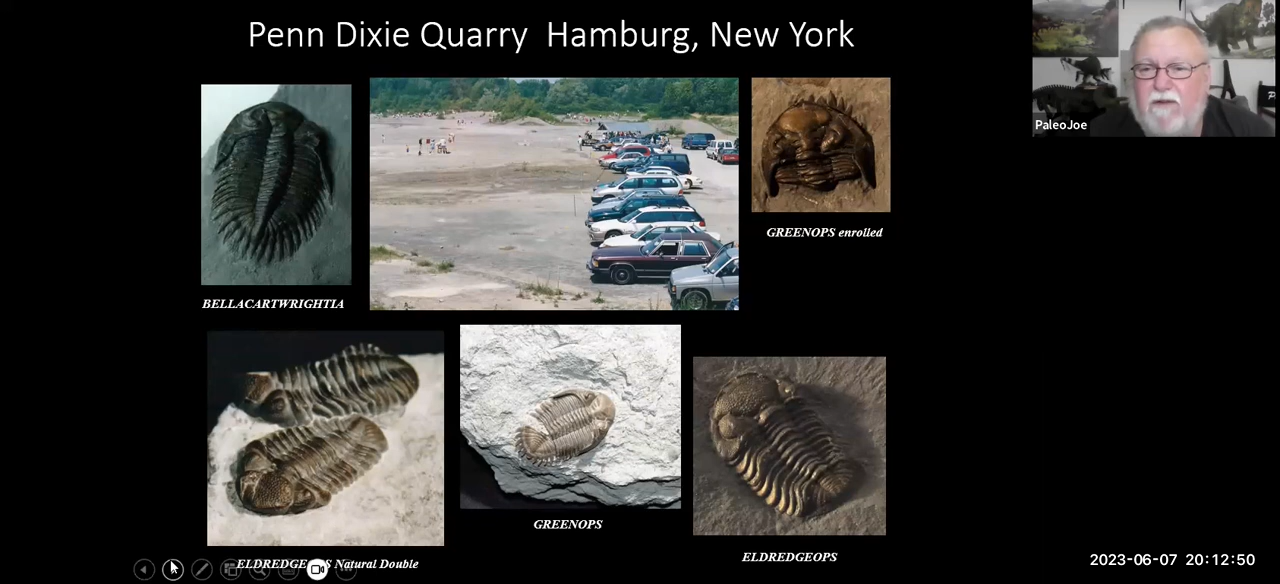 Penn Dixie Quarry Hamburg, New York
PaleoJoe
GREENOPS enrolled
BELLACARTWRIGHTIA
GREENOPS
ELDREDGEOPS
ELDREDGE S Natural Double
2023-06-07 20:12:50